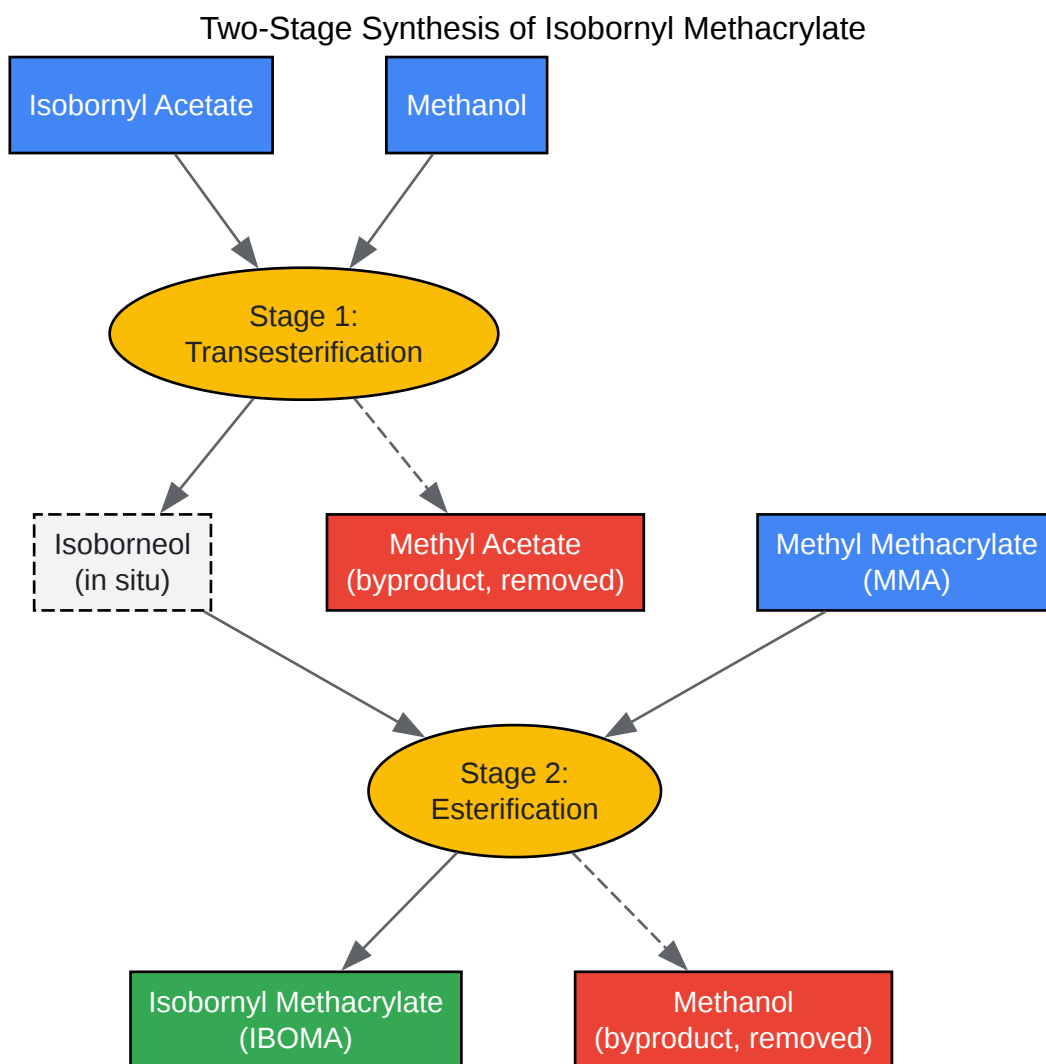 Two-Stage Synthesis of Isobornyl Methacrylate
Isobornyl Acetate
Methanol
Stage 1:
Transesterification
Isoborneol
(in situ)
Methyl Acetate
(byproduct, removed)
Methyl Methacrylate
(MMA)
Stage 2:
Esterification
Isobornyl Methacrylate
(IBOMA)
Methanol
(byproduct, removed)